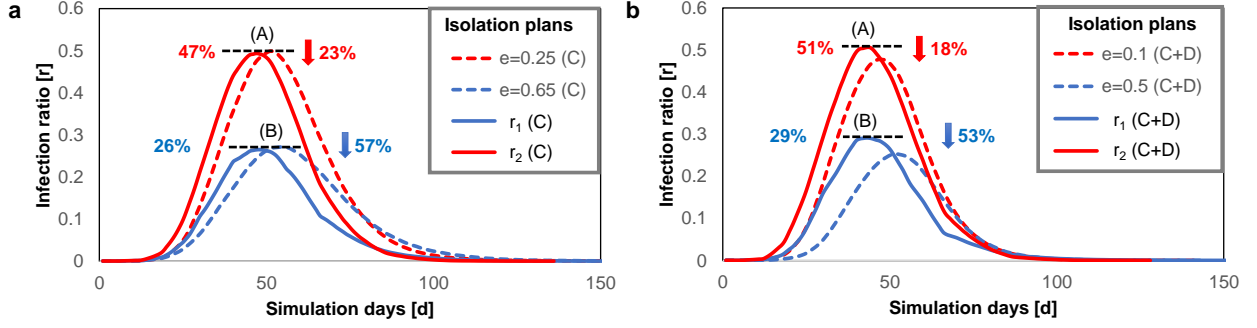 a
Infection ratio [r]
0.6
0.5
0.4
0.3
0.2
0.1
0
0
50
100
150
Simulation days [d]
(A)
47%
23%
(B)
26%
57%
Isolation plans
e=0.25 (C)
e=0.65 (C)
r₁ (C)
r₂ (C)
b
Infection ratio [r]
0.6
0.5
0.4
0.3
0.2
0.1
0
0
50
100
150
Simulation days [d]
(A)
51%
18%
(B)
29%
53%
Isolation plans
e=0.1 (C+D)
e=0.5 (C+D)
r₁ (C+D)
r₂ (C+D)